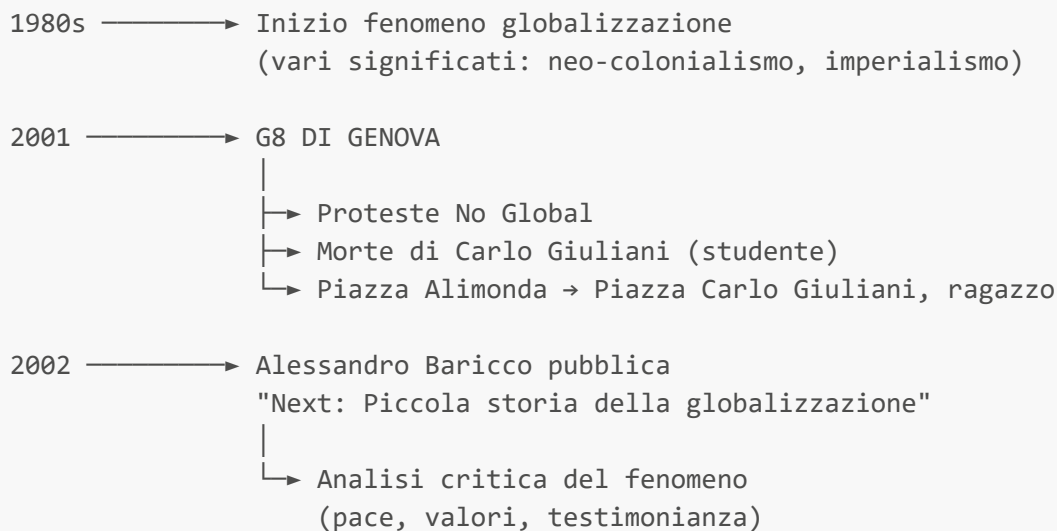 1980s ─────────► Inizio fenomeno globalizzazione
(vari significati: neo-colonialismo, imperialismo)
2001 ──────────► G8 DI GENOVA
│
├─► Proteste No Global
├─► Morte di Carlo Giuliani (studente)
└─► Piazza Alimonda → Piazza Carlo Giuliani, ragazzo
2002 ──────────► Alessandro Baricco pubblica
"Next: Piccola storia della globalizzazione"
│
└─► Analisi critica del fenomeno
(pace, valori, testimonianza)